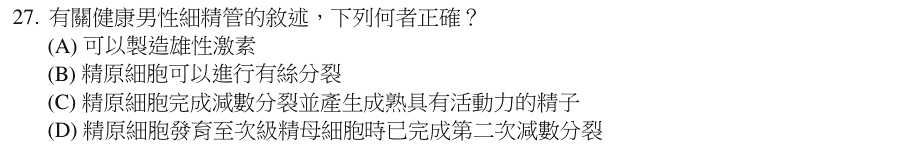 27. 有關健康男性細精管的敘述，下列何者正確？
(A) 可以製造雄性激素
(B) 精原細胞可以進行有絲分裂
(C) 精原細胞完成減數分裂並產生成熟具有活動力的精子
(D) 精原細胞發育至次級精母細胞時已完成第二次減數分裂